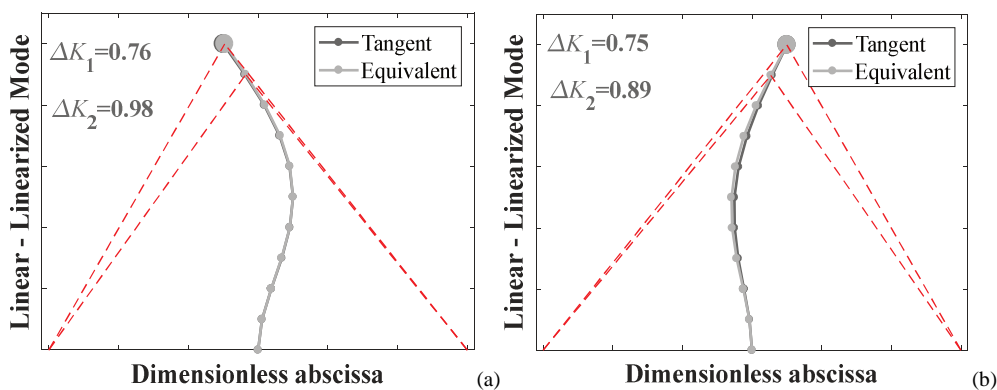 ΔK₁=0.76
ΔK₂=0.98
Tangent
Equivalent
Linear - Linearized Mode
Dimensionless abscissa
(a)
ΔK₁=0.75
ΔK₂=0.89
Tangent
Equivalent
Linear - Linearized Mode
Dimensionless abscissa
(b)